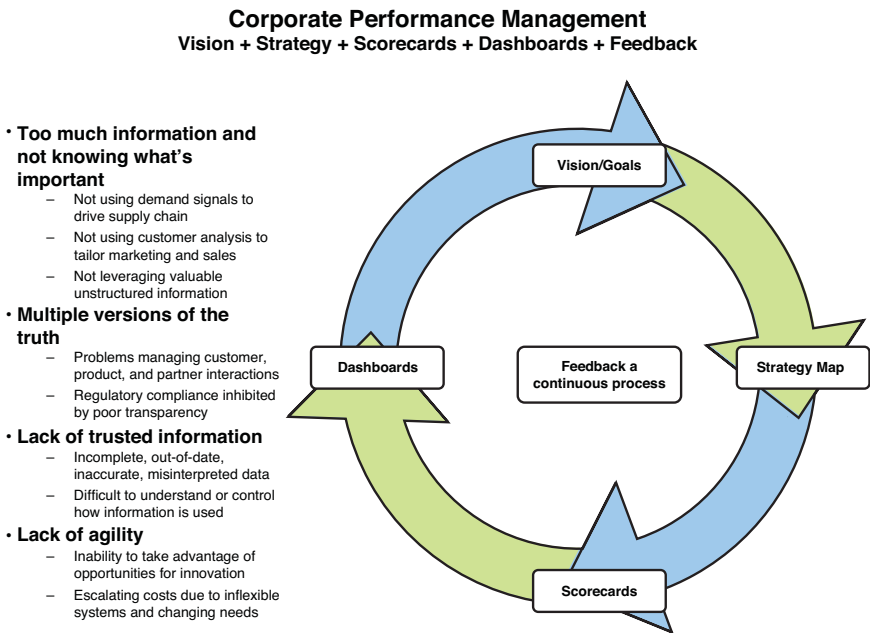 Corporate Performance Management
Vision + Strategy + Scorecards + Dashboards + Feedback
• Too much information and
not knowing what's
important
– Not using demand signals to
drive supply chain
– Not using customer analysis to
tailor marketing and sales
– Not leveraging valuable
unstructured information
• Multiple versions of the
truth
– Problems managing customer,
product, and partner interactions
– Regulatory compliance inhibited
by poor transparency
• Lack of trusted information
– Incomplete, out-of-date,
inaccurate, misinterpreted data
– Difficult to understand or control
how information is used
• Lack of agility
– Inability to take advantage of
opportunities for innovation
– Escalating costs due to inflexible
systems and changing needs
Vision/Goals
Dashboards
Feedback a
continuous process
Strategy Map
Scorecards